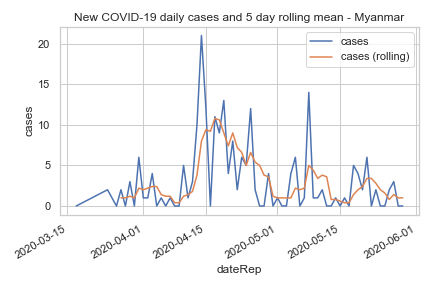 New COVID-19 daily cases and 5 day rolling mean - Myanmar
cases
cases (rolling)
20
15
10
5
0
cases
2020-03-15
2020-04-01
2020-04-15
2020-05-01
2020-05-15
2020-06-01
dateRep